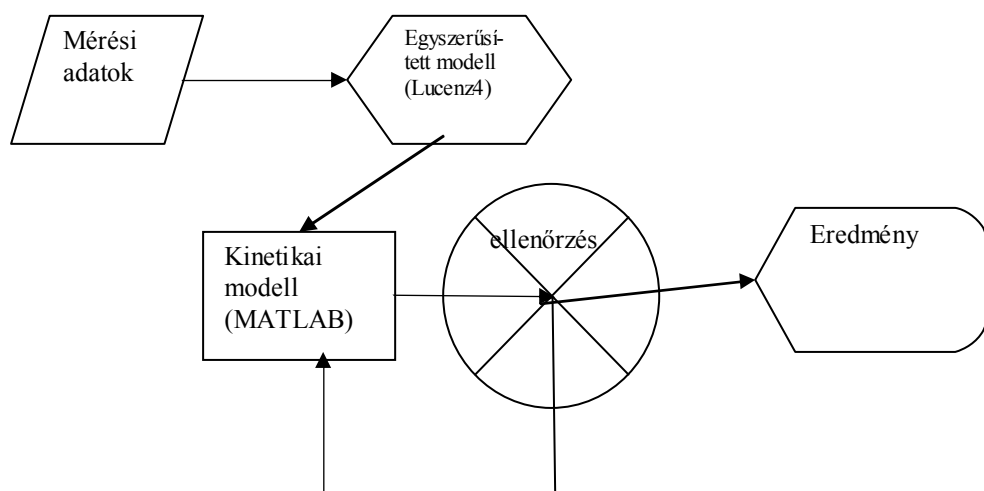 Mérési
adatok
Egyszerűsí-
tett modell
(Lucenz4)
Kinetikai
modell
(MATLAB)
ellenőrzés
Eredmény